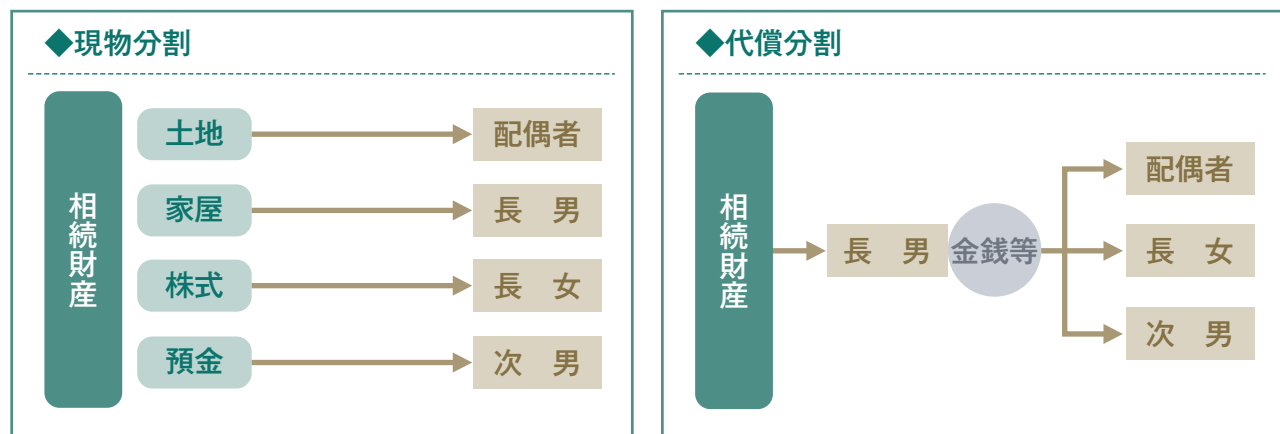 ◆現物分割
相続財産
土地
配偶者
家屋
長　男
株式
長　女
預金
次　男
◆代償分割
相続財産
長　男
金銭等
配偶者
長　女
次　男